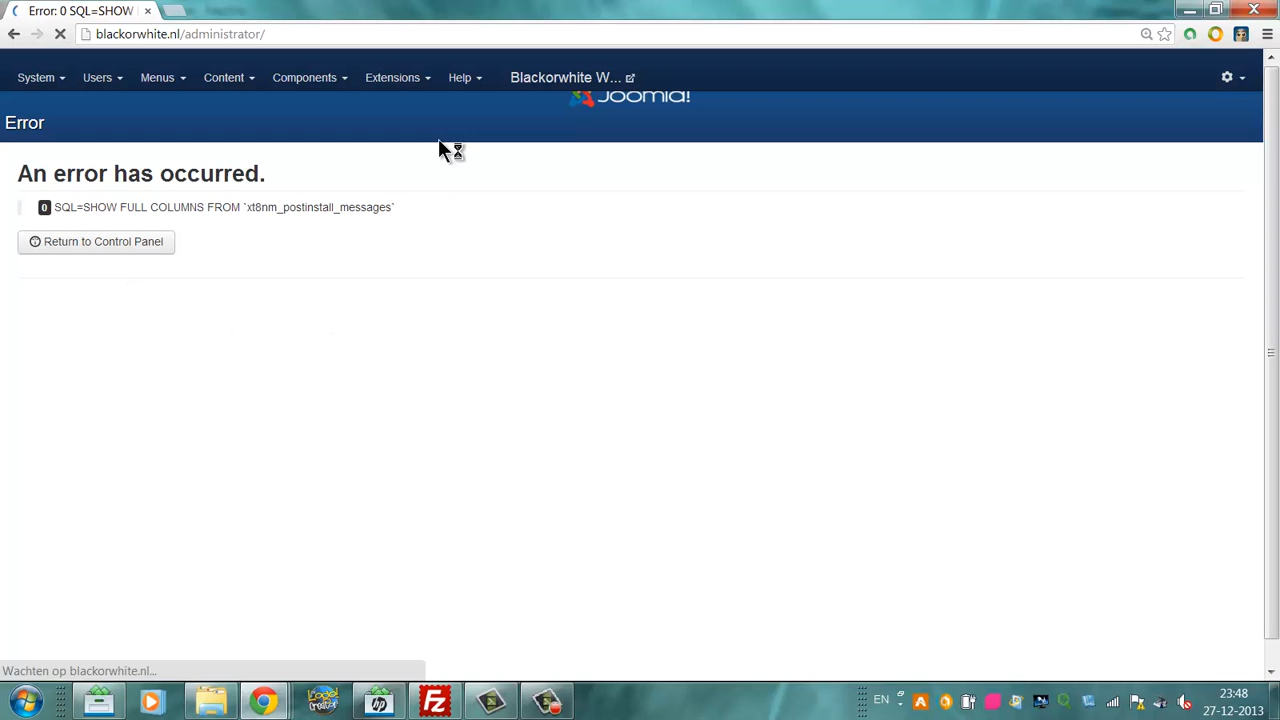 Error: 0 SQL=SHOW
blackorwhite.nl/administrator/
System Users Menus Content Components Extensions Help Blackorwhite W...
Joomla!
Error
An error has occurred.
0 SQL=SHOW FULL COLUMNS FROM `xt8nm_postinstall_messages`
Return to Control Panel
Wachten op blackorwhite.nl...
hp
FZ
EN
23:48
27-12-2013